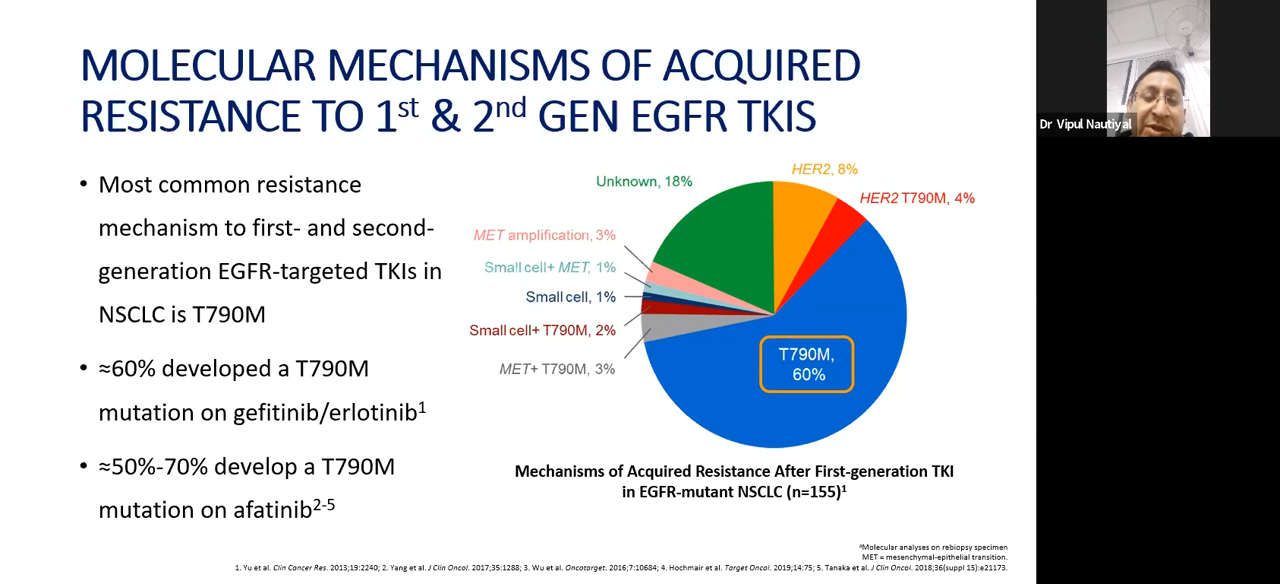 MOLECULAR MECHANISMS OF ACQUIRED
RESISTANCE TO 1st & 2nd GEN EGFR TKIS
• Most common resistance
mechanism to first- and second-
generation EGFR-targeted TKIs in
NSCLC is T790M
• ≈60% developed a T790M
mutation on gefitinib/erlotinib1
• ≈50%-70% develop a T790M
mutation on afatinib2-5
Unknown, 18%
HER2, 8%
HER2 T790M, 4%
MET amplification, 3%
Small cell+ MET, 1%
Small cell, 1%
Small cell+ T790M, 2%
MET+ T790M, 3%
T790M,
60%
Mechanisms of Acquired Resistance After First-generation TKI
in EGFR-mutant NSCLC (n=155)1
aMolecular analyses on rebiopsy specimen
MET = mesenchymal-epithelial transition.
1. Yu et al. Clin Cancer Res. 2013;19:2240; 2. Yang et al. J Clin Oncol. 2017;35:1288; 3. Wu et al. Oncotarget. 2016;7:10684; 4. Hochmair et al. Target Oncol. 2019;14:75; 5. Tanaka et al. J Clin Oncol. 2018;36(suppl 15):e21173.
Dr Vipul Nautiyal